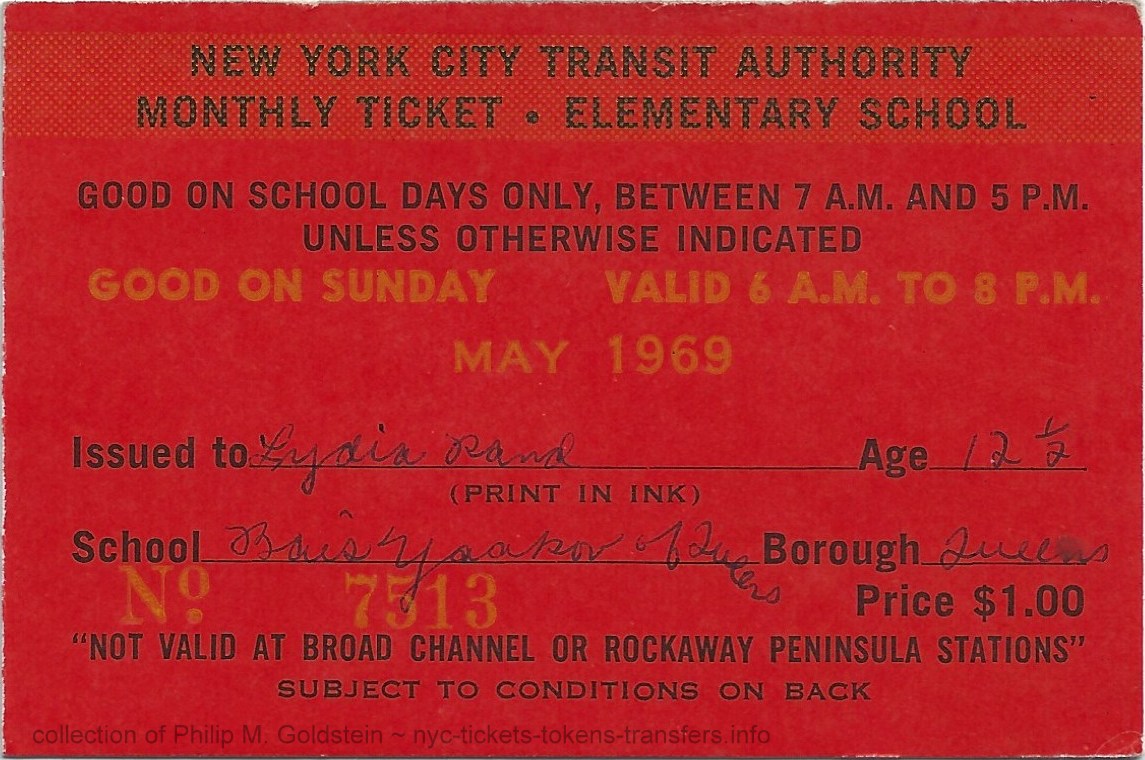 NEW YORK CITY TRANSIT AUTHORITY
MONTHLY TICKET • ELEMENTARY SCHOOL
GOOD ON SCHOOL DAYS ONLY, BETWEEN 7 A.M. AND 5 P.M.
UNLESS OTHERWISE INDICATED
GOOD ON SUNDAY VALID 6 A.M. TO 8 P.M.
MAY 1969
Issued to Lydia Rand Age 12 1/2
(PRINT IN INK)
School Bais Yaakov of Queens Borough Queens
Nº 7513 Price $1.00
"NOT VALID AT BROAD CHANNEL OR ROCKAWAY PENINSULA STATIONS"
SUBJECT TO CONDITIONS ON BACK
collection of Philip M. Goldstein ~ nyc-tickets-tokens-transfers.info